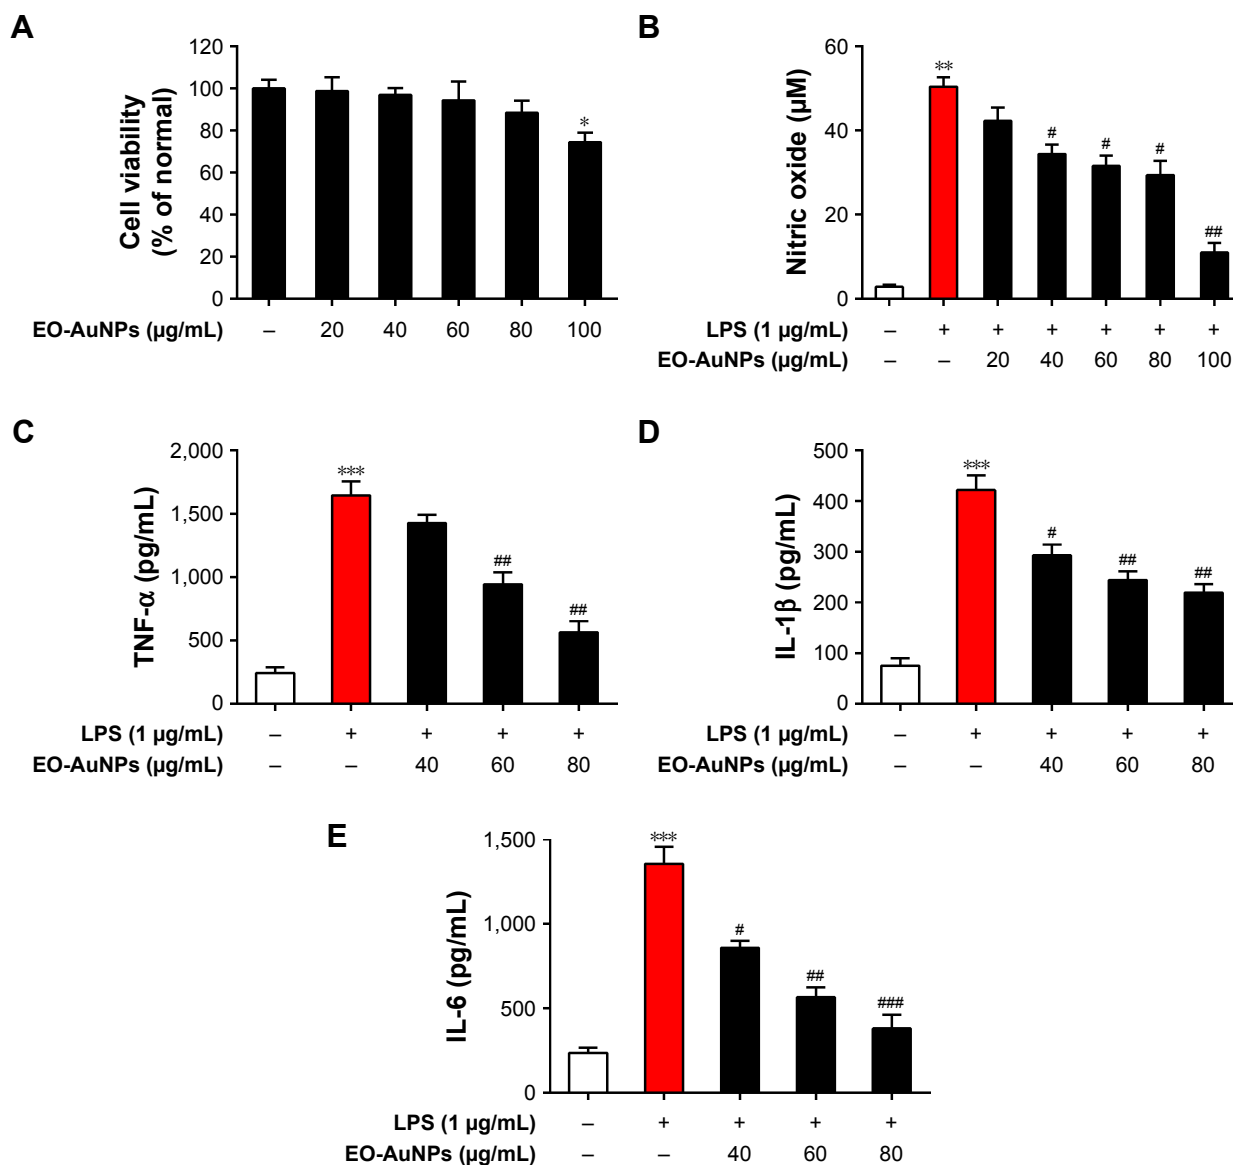 A
Cell viability
(% of normal)
120
100
80
60
40
20
0
*
EO-AuNPs (µg/mL) – 20 40 60 80 100
B
Nitric oxide (µM)
60
40
20
0
** # # # ##
LPS (1 µg/mL) – + + + + + +
EO-AuNPs (µg/mL) – – 20 40 60 80 100
C
TNF-α (pg/mL)
2,000
1,500
1,000
500
0
*** ## ##
LPS (1 µg/mL) – + + + +
EO-AuNPs (µg/mL) – – 40 60 80
D
IL-1β (pg/mL)
500
400
300
200
100
0
*** # ## ##
LPS (1 µg/mL) – + + + +
EO-AuNPs (µg/mL) – – 40 60 80
E
IL-6 (pg/mL)
1,500
1,000
500
0
*** # ## ###
LPS (1 µg/mL) – + + + +
EO-AuNPs (µg/mL) – – 40 60 80